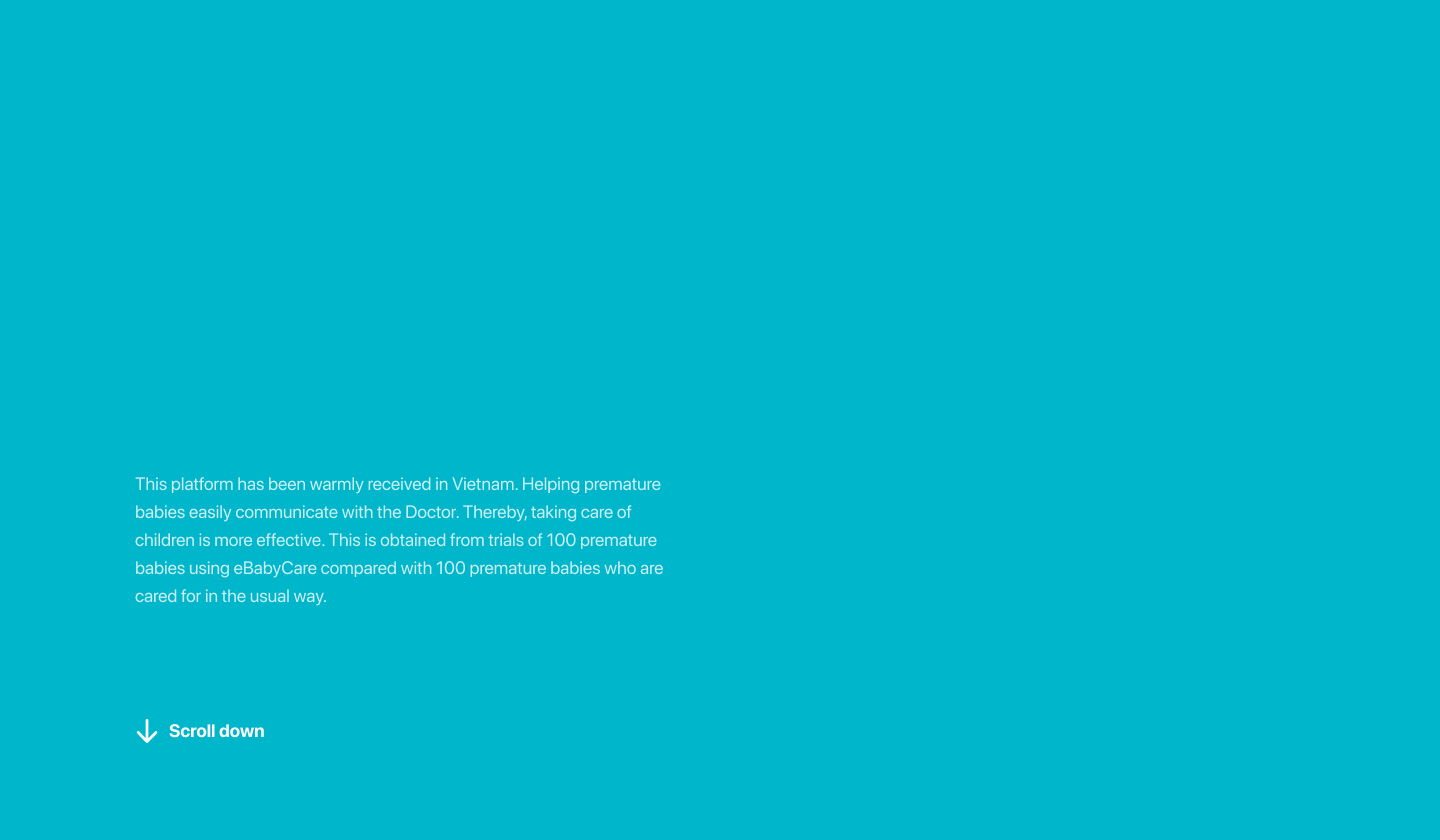 This platform has been warmly received in Vietnam. Helping premature
babies easily communicate with the Doctor. Thereby, taking care of
children is more effective. This is obtained from trials of 100 premature
babies using eBabyCare compared with 100 premature babies who are
cared for in the usual way.
Scroll down